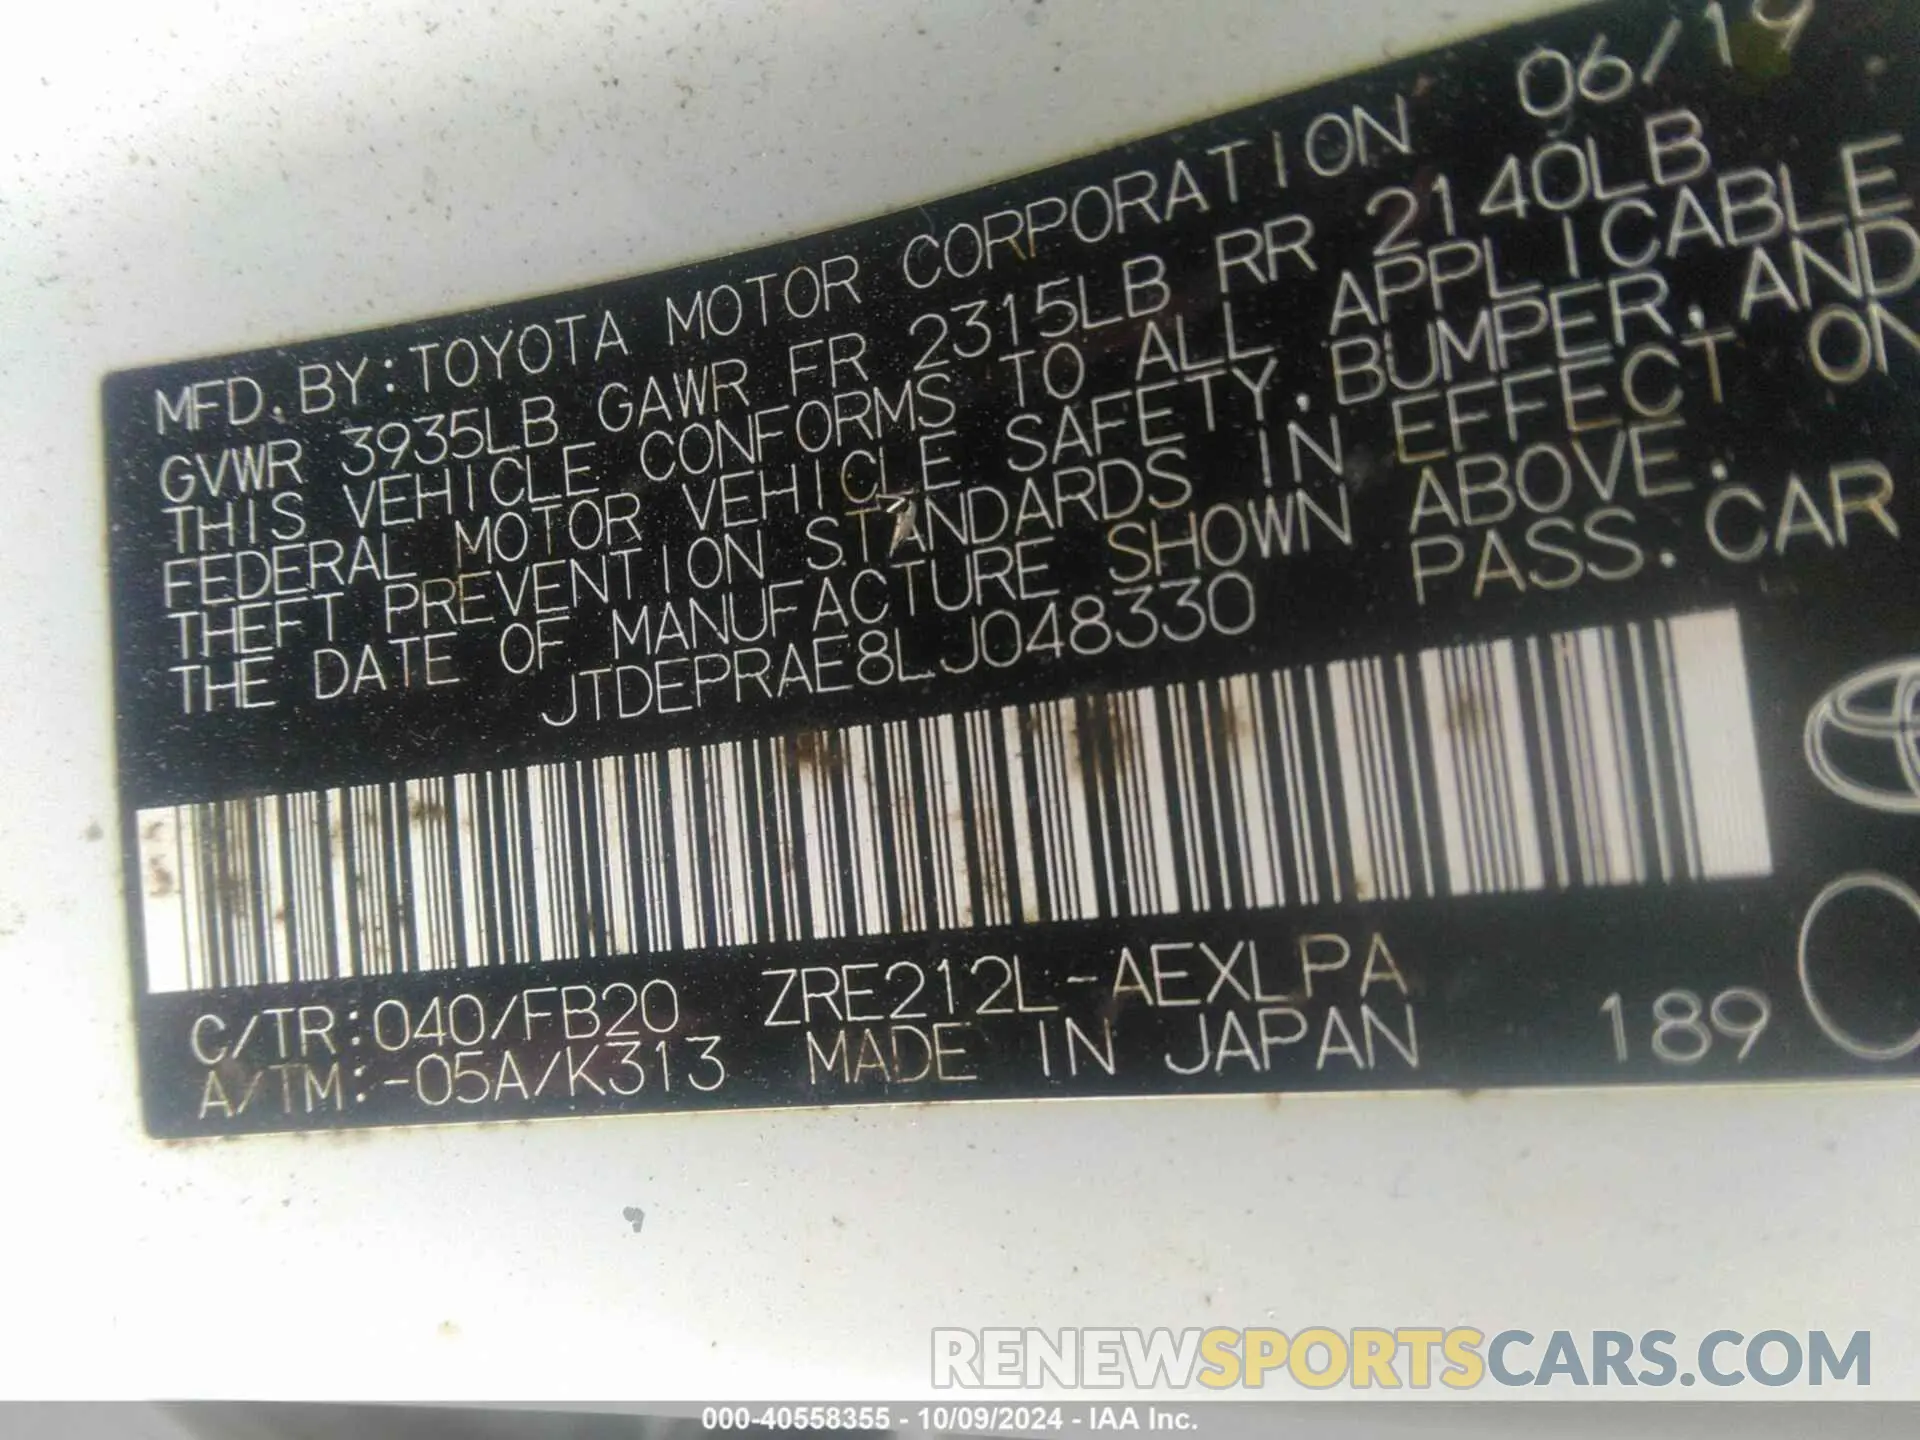 06/19
MFD. BY: TOYOTA MOTOR CORPORATION
GVWR 3935LB GAWR FR 2315LB RR 2140LB
THIS VEHICLE CONFORMS TO ALL APPLICABLE
FEDERAL MOTOR VEHICLE SAFETY, BUMPER, AND
THEFT PREVENTION STANDARDS IN EFFECT ON
THE DATE OF MANUFACTURE SHOWN ABOVE.
JTDEPRAE8LJ048330 PASS. CAR
C/TR:040/FB20 ZRE212L-AEXLPA
A/TM:-05A/K313 MADE IN JAPAN 189
RENEWSPORTSCARS.COM
000-40558355 - 10/09/2024 - IAA Inc.